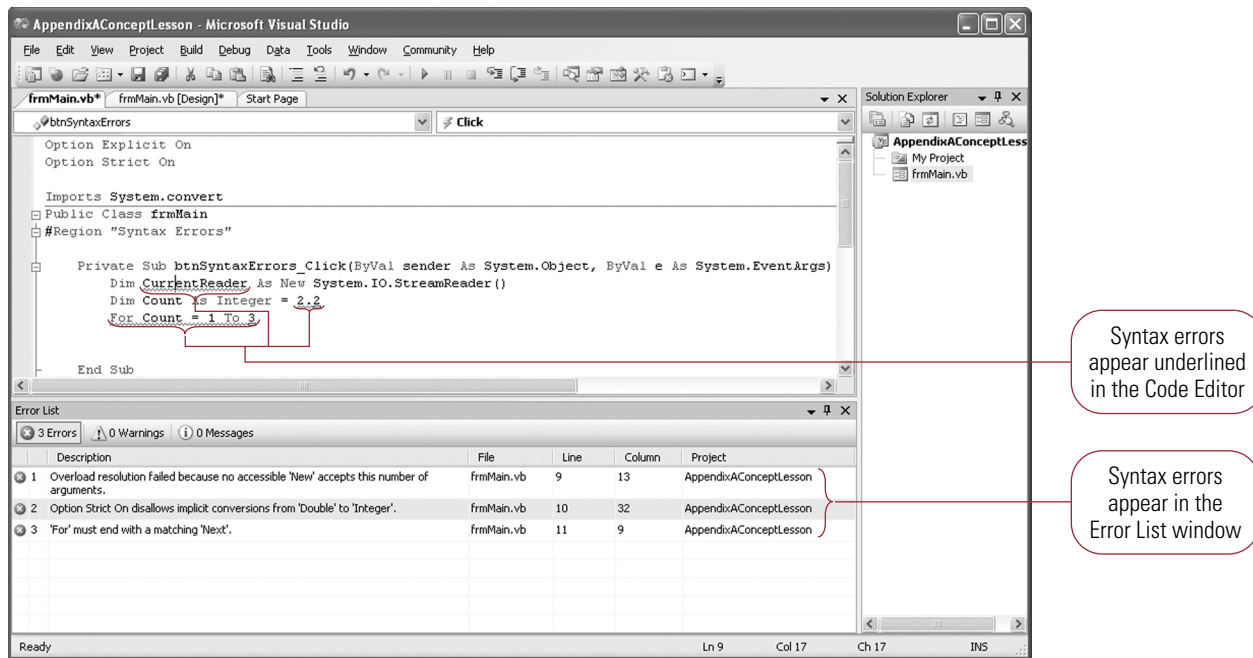 AppendixAConceptLesson - Microsoft Visual Studio
File Edit View Project Build Debug Data Tools Window Community Help
frmMain.vb* frmMain.vb [Design]* Start Page
Solution Explorer
btnSyntaxErrors Click
AppendixAConceptLess
My Project
frmMain.vb
Option Explicit On
Option Strict On
Imports System.convert
Public Class frmMain
#Region "Syntax Errors"
Private Sub btnSyntaxErrors_Click(ByVal sender As System.Object, ByVal e As System.EventArgs)
Dim CurrentReader As New System.IO.StreamReader()
Dim Count As Integer = 2.2
For Count = 1 To 3
End Sub
Syntax errors
appear underlined
in the Code Editor
Error List
3 Errors 0 Warnings 0 Messages
Description File Line Column Project
1 Overload resolution failed because no accessible 'New' accepts this number of arguments. frmMain.vb 9 13 AppendixAConceptLesson
2 Option Strict On disallows implicit conversions from 'Double' to 'Integer'. frmMain.vb 10 32 AppendixAConceptLesson
3 'For' must end with a matching 'Next'. frmMain.vb 11 9 AppendixAConceptLesson
Syntax errors
appear in the
Error List window
Ready Ln 9 Col 17 Ch 17 INS